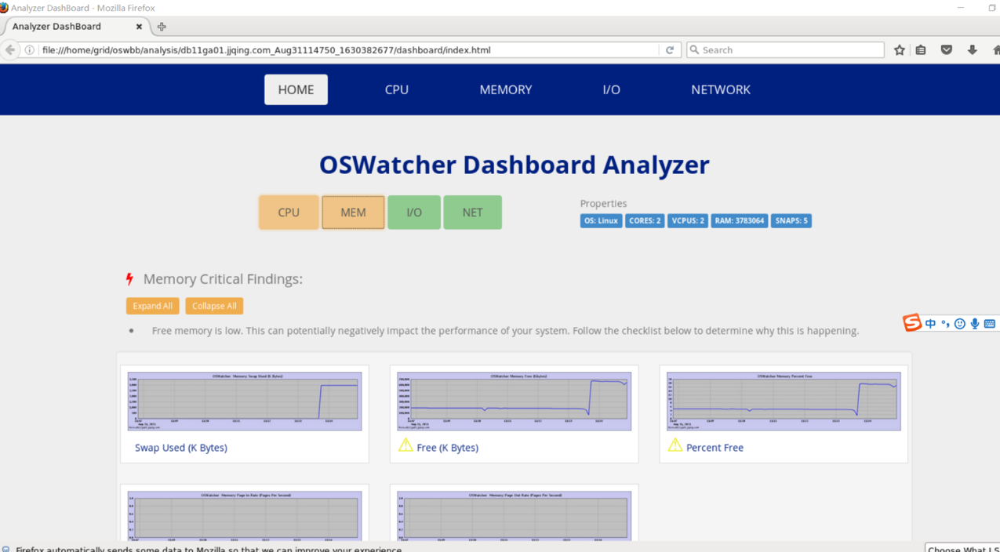 Analyzer DashBoard - Mozilla Firefox
Analyzer DashBoard
file:///home/grid/oswbb/analysis/db11ga01.jjqing.com_Aug31114750_1630382677/dashboard/index.html
Search
HOME CPU MEMORY I/O NETWORK
OSWatcher Dashboard Analyzer
CPU MEM I/O NET
Properties
OS: Linux CORES: 2 VCPUS: 2 RAM: 3783064 SNAPS: 5
Memory Critical Findings:
Expand All Collapse All
Free memory is low. This can potentially negatively impact the performance of your system. Follow the checklist below to determine why this is happening.
中
OSWatcher Memory Swap Used (K Bytes)
OSWatcher Memory Free (K Bytes)
OSWatcher Memory Percent Free
Swap Used (K Bytes)
Free (K Bytes)
Percent Free
OSWatcher Memory: Page In Rate (Pages Per Second)
OSWatcher Memory: Page Out Rate (Pages Per Second)
Firefox automatically sends some data to Mozilla so that we can improve your experience.
Choose What I S